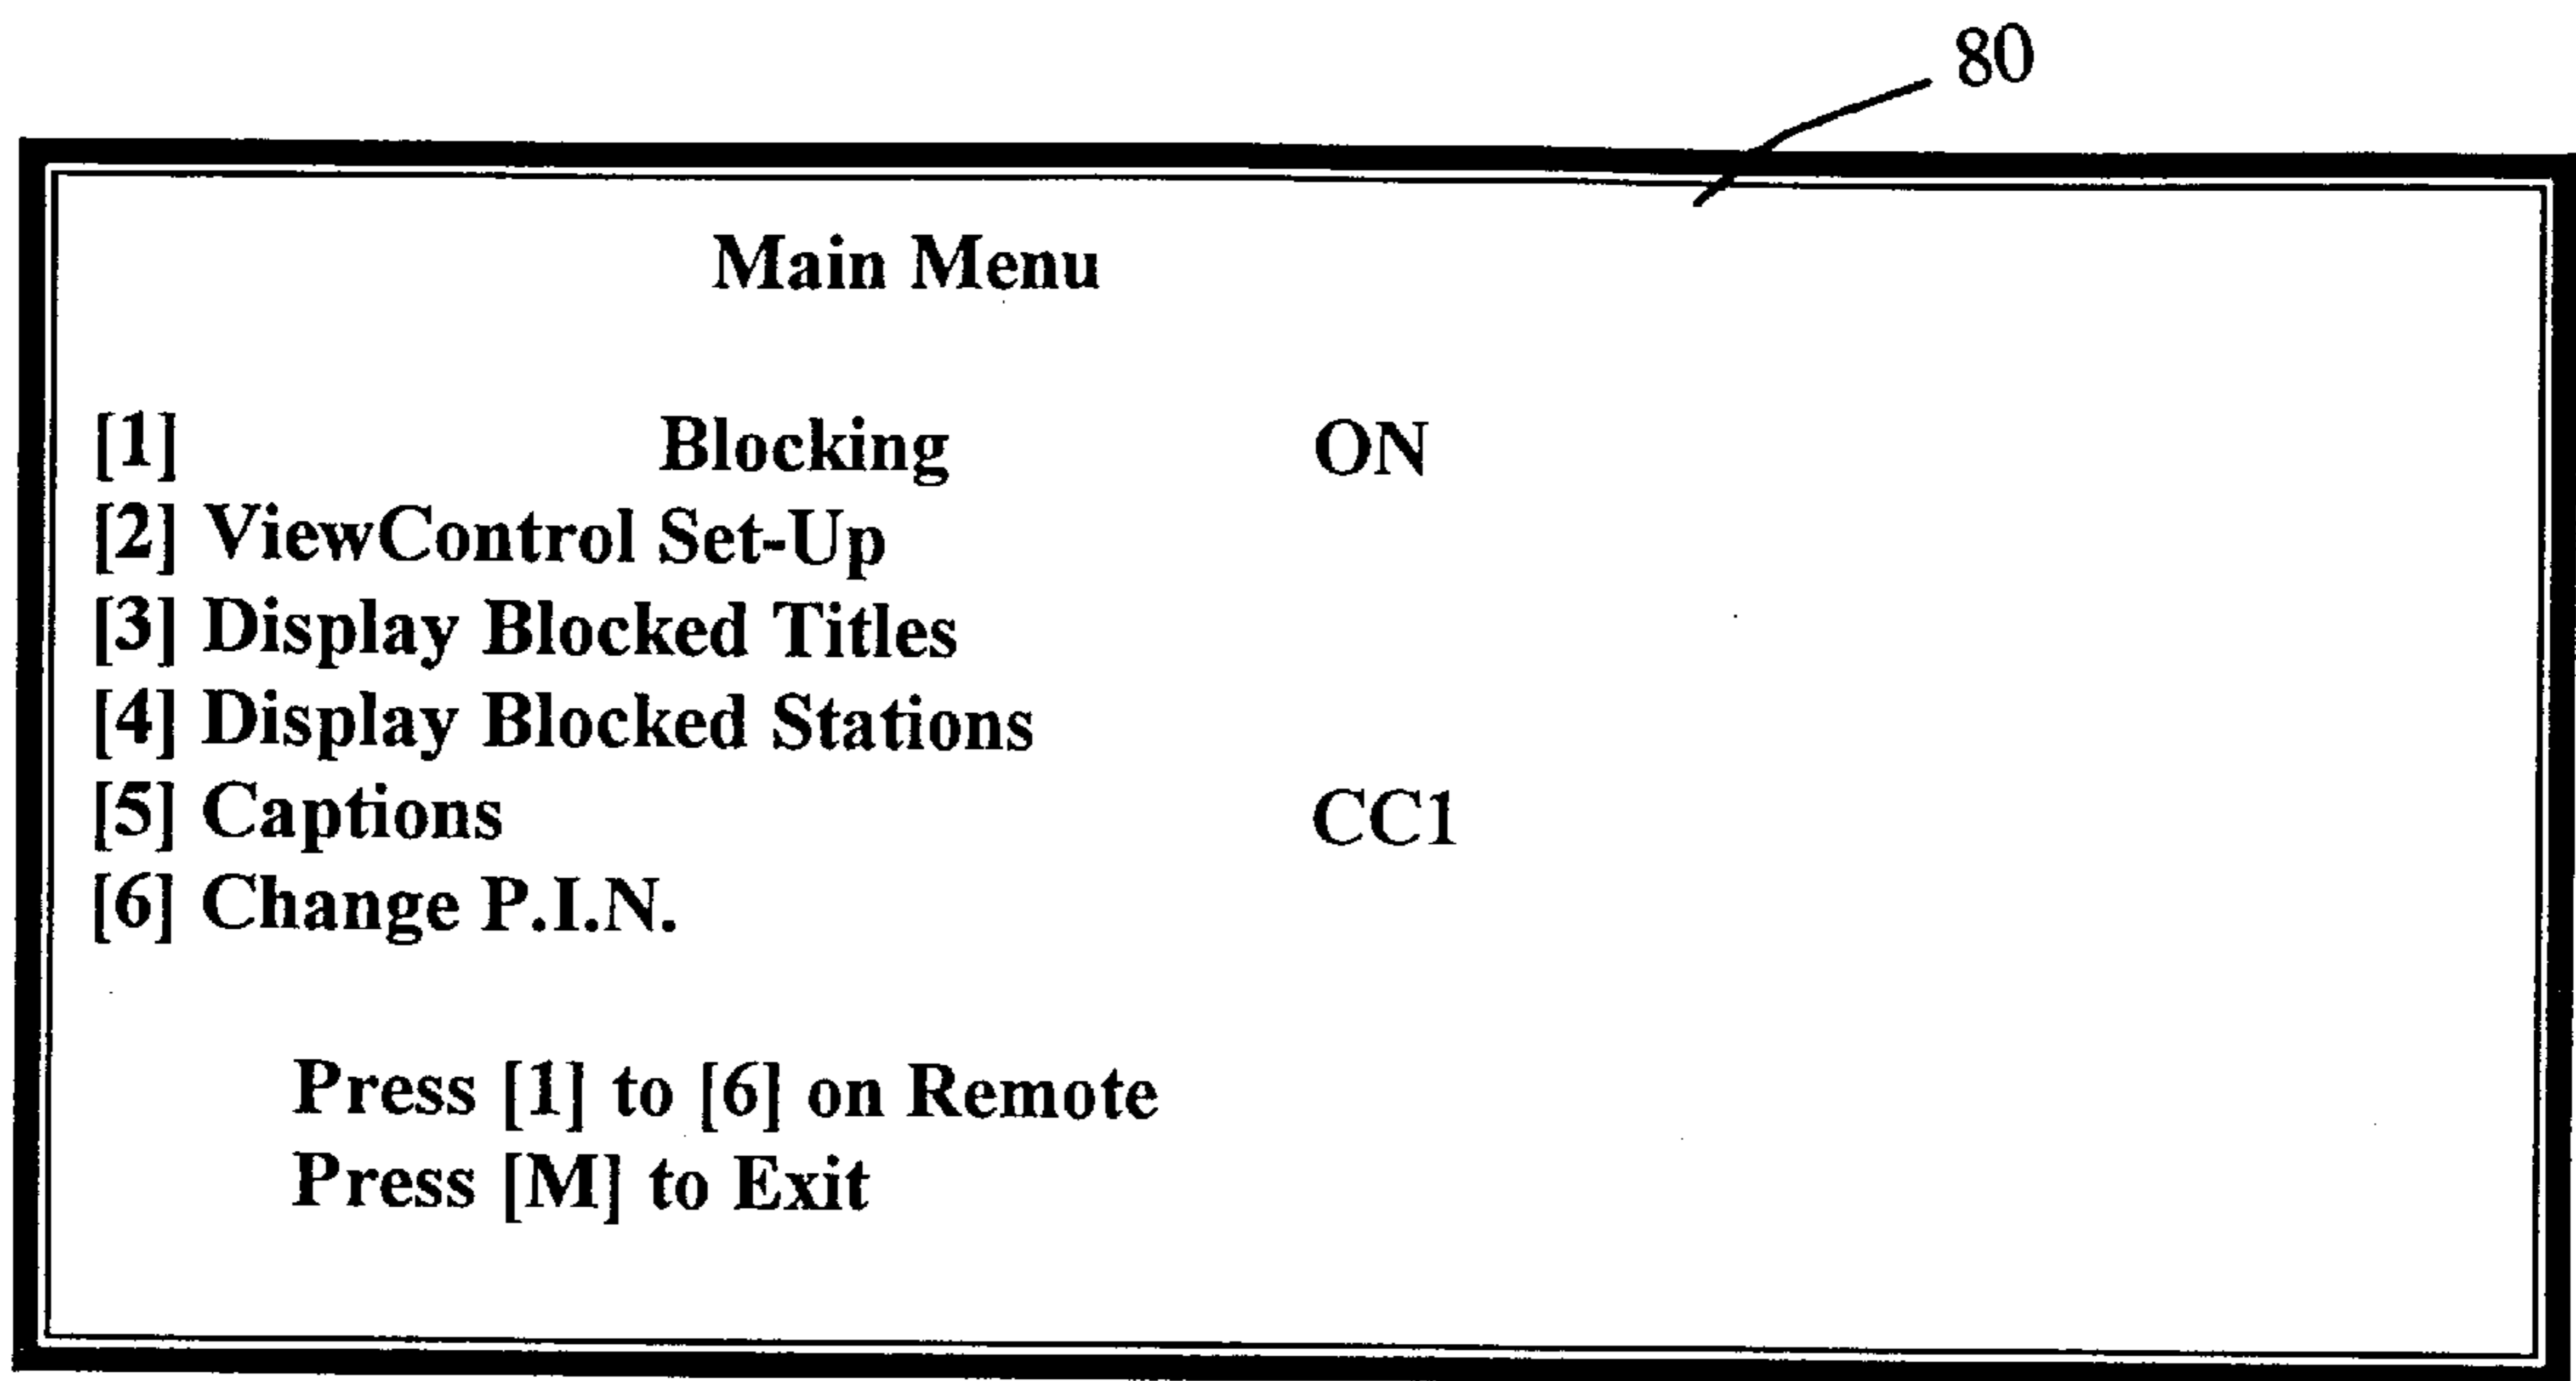 80
Main Menu
[1] Blocking ON
[2] ViewControl Set-Up
[3] Display Blocked Titles
[4] Display Blocked Stations
[5] Captions CC1
[6] Change P.I.N.
Press [1] to [6] on Remote
Press [M] to Exit